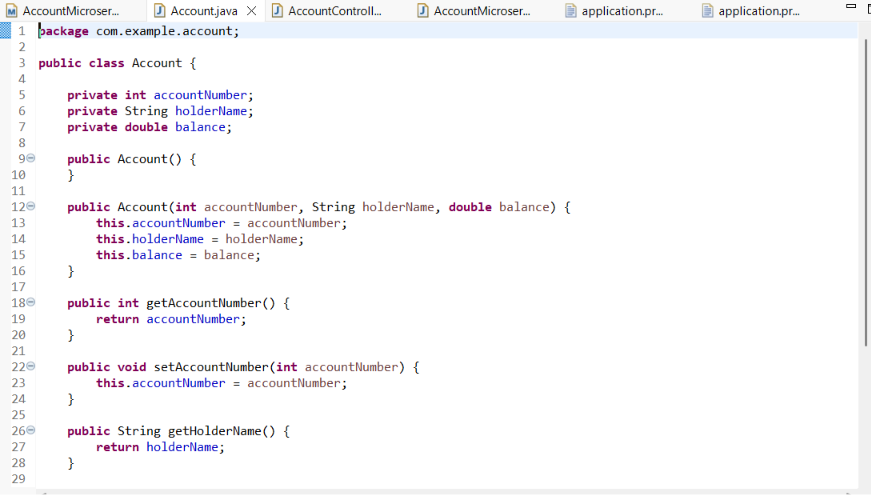 AccountMicroser... Account.java AccountControll... AccountMicroser... application.pr... application.pr...
1 package com.example.account;
2
3 public class Account {
4
5 private int accountNumber;
6 private String holderName;
7 private double balance;
8
9 public Account() {
10 }
11
12 public Account(int accountNumber, String holderName, double balance) {
13 this.accountNumber = accountNumber;
14 this.holderName = holderName;
15 this.balance = balance;
16 }
17
18 public int getAccountNumber() {
19 return accountNumber;
20 }
21
22 public void setAccountNumber(int accountNumber) {
23 this.accountNumber = accountNumber;
24 }
25
26 public String getHolderName() {
27 return holderName;
28 }
29